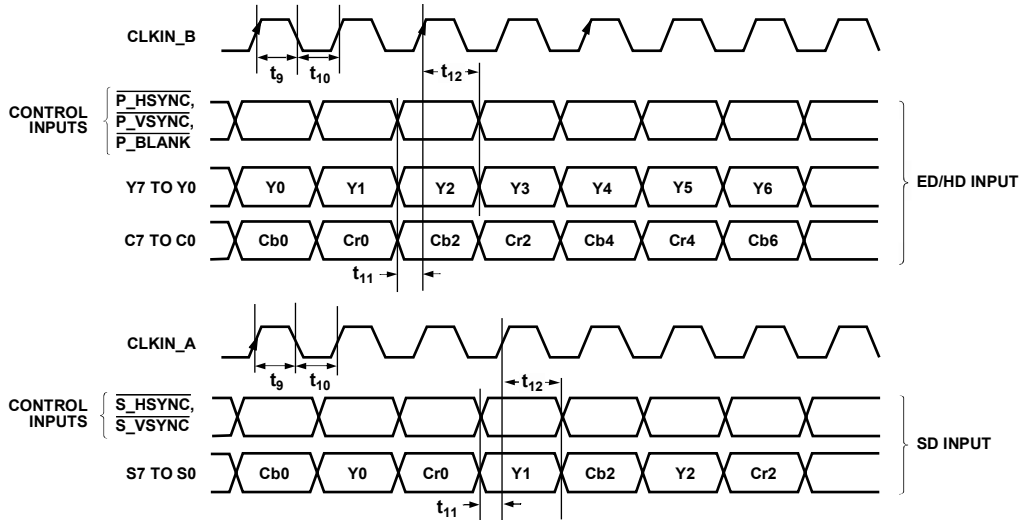 CLKIN_B
t9 t10 t12
CONTROL INPUTS
P_HSYNC,
P_VSYNC,
P_BLANK
Y7 TO Y0 Y0 Y1 Y2 Y3 Y4 Y5 Y6
ED/HD INPUT
C7 TO C0 Cb0 Cr0 Cb2 Cr2 Cb4 Cr4 Cb6
t11
CLKIN_A
t9 t10 t12
CONTROL INPUTS
S_HSYNC,
S_VSYNC
SD INPUT
S7 TO S0 Cb0 Y0 Cr0 Y1 Cb2 Y2 Cr2
t11